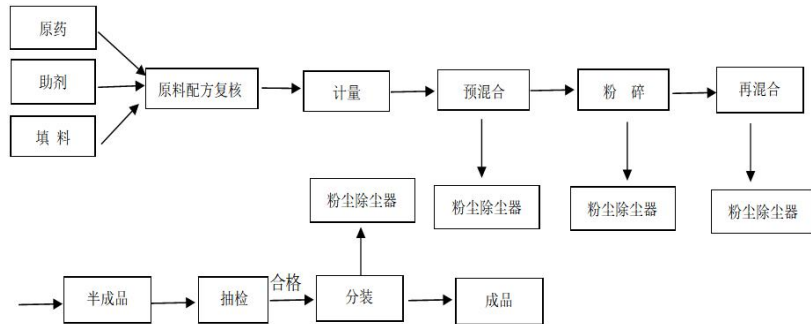 原药
助剂
填 料
原料配方复核
计量
预混合
粉 碎
再混合
粉尘除尘器
粉尘除尘器
粉尘除尘器
粉尘除尘器
半成品
抽检
合格
分装
成品